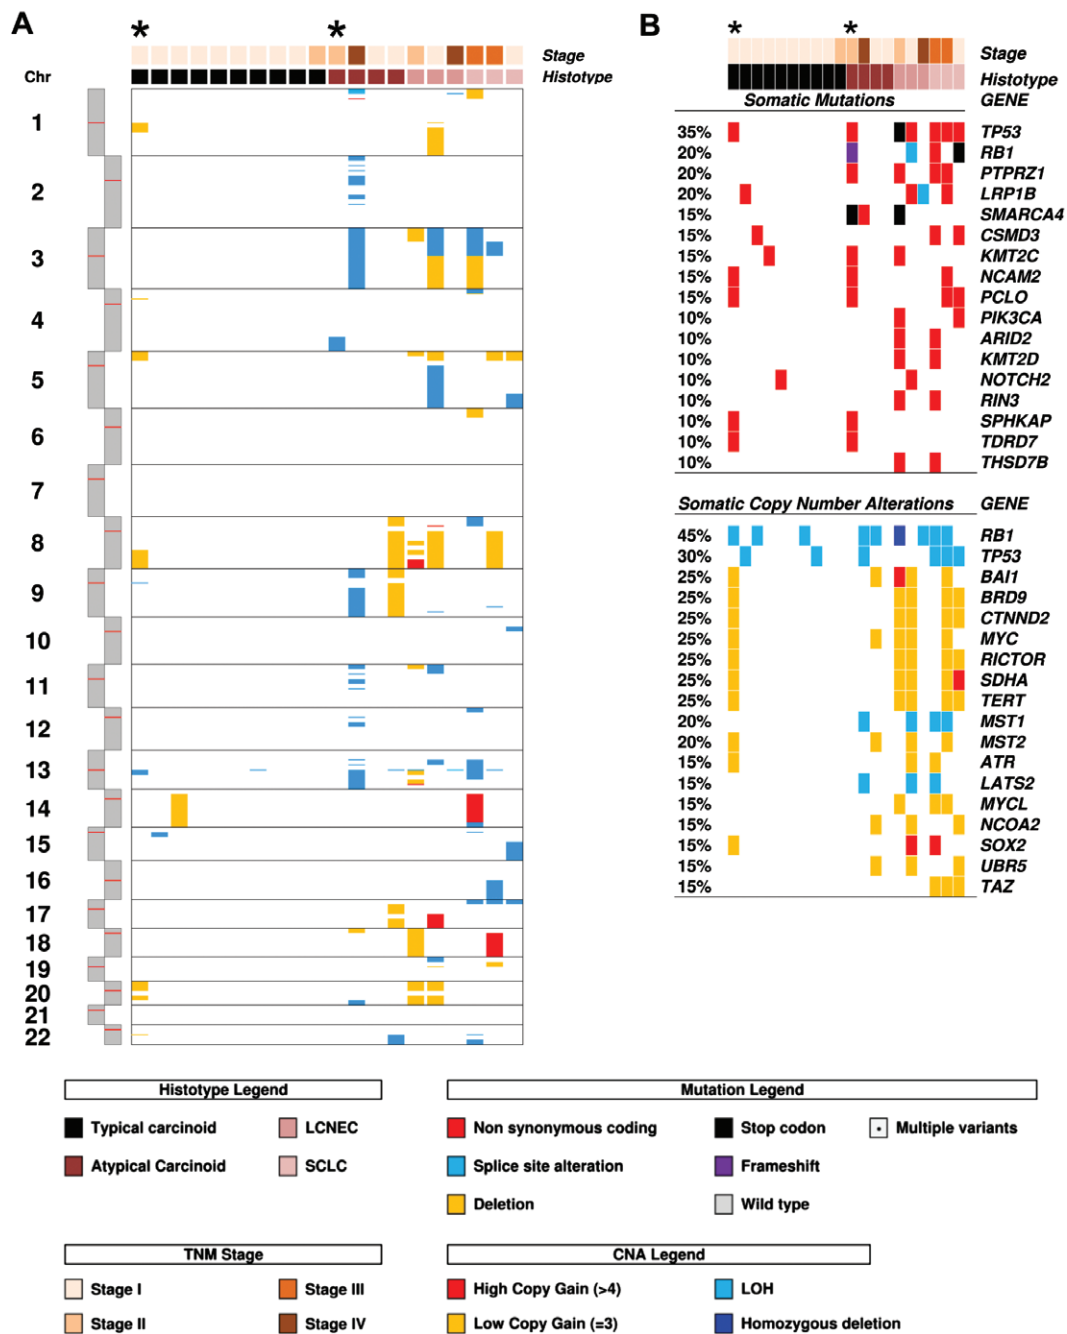 A
*
*
Stage
Histotype
Chr
1
2
3
4
5
6
7
8
9
10
11
12
13
14
15
16
17
18
19
20
21
22
B
*
*
Stage
Histotype
Somatic Mutations GENE
35% TP53
20% RB1
20% PTPRZ1
20% LRP1B
15% SMARCA4
15% CSMD3
15% KMT2C
15% NCAM2
15% PCLO
10% PIK3CA
10% ARID2
10% KMT2D
10% NOTCH2
10% RIN3
10% SPHKAP
10% TDRD7
10% THSD7B
Somatic Copy Number Alterations GENE
45% RB1
30% TP53
25% BAI1
25% BRD9
25% CTNND2
25% MYC
25% RICTOR
25% SDHA
25% TERT
20% MST1
20% MST2
15% ATR
15% LATS2
15% MYCL
15% NCOA2
15% SOX2
15% UBR5
15% TAZ
Histotype Legend
Typical carcinoid LCNEC
Atypical Carcinoid SCLC
Mutation Legend
Non synonymous coding Stop codon Multiple variants
Splice site alteration Frameshift
Deletion Wild type
TNM Stage
Stage I Stage III
Stage II Stage IV
CNA Legend
High Copy Gain (>4) LOH
Low Copy Gain (=3) Homozygous deletion